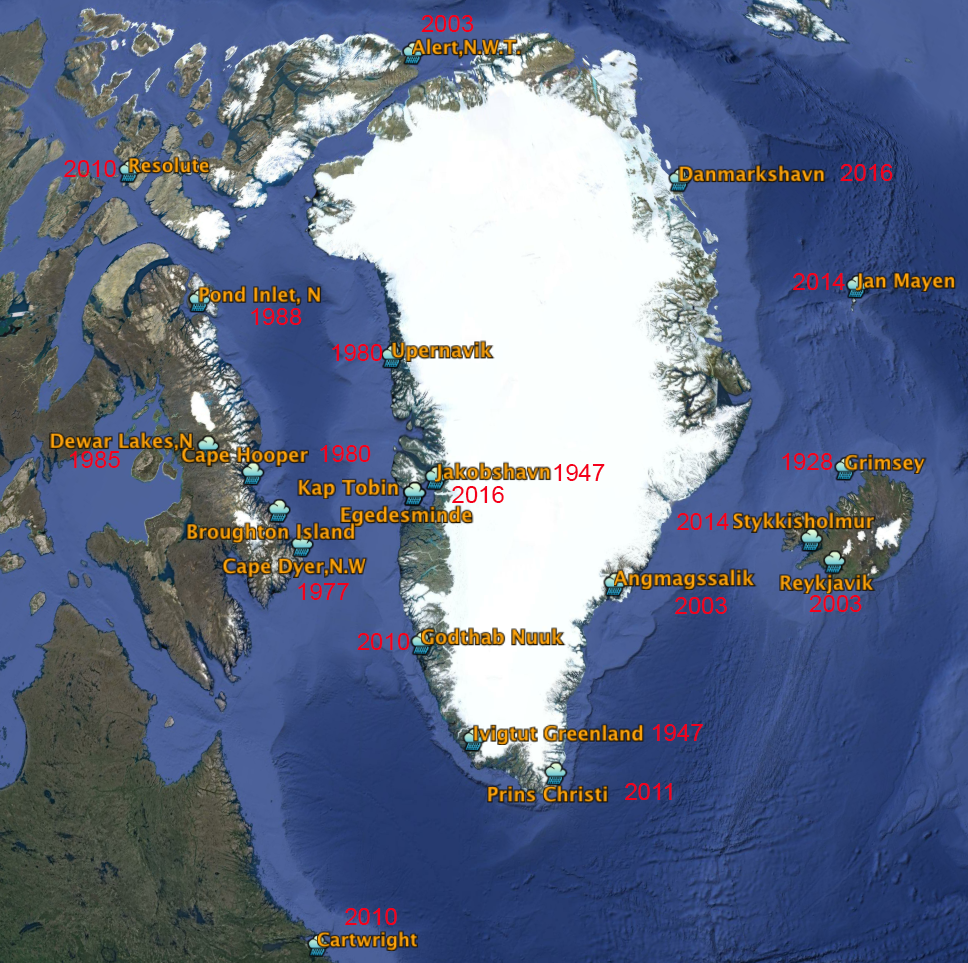 2003
Alert,N.W.T.
2010 Resolute
Danmarkshavn 2016
2014 Jan Mayen
Pond Inlet, N
1988
1980 Upernavik
Dewar Lakes,N
1985
Cape Hooper 1980
Jakobshavn 1947
Kap Tobin 2016
Egedesminde
1928 Grimsey
2014 Stykkisholmur
Broughton Island
Cape Dyer,N.W
1977
Angmagssalik
2003
Reykjavik
2003
2010 Godthab Nuuk
Ivigtut Greenland 1947
Prins Christi 2011
2010
Cartwright